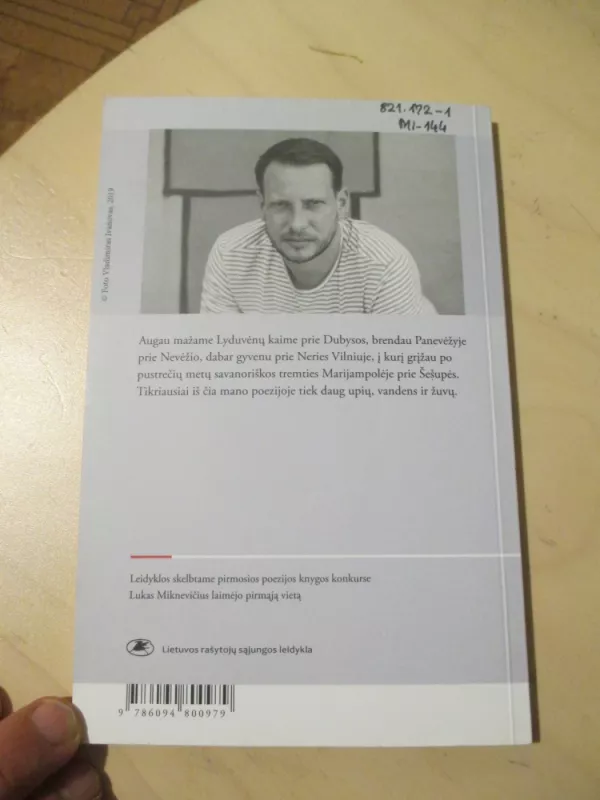 821.172-1
MI-144
© Foto Vladimiras Ivanovas, 2019
Augau mažame Lyduvėnų kaime prie Dubysos, brendau Panevėžyje
prie Nevėžio, dabar gyvenu prie Neries Vilniuje, į kurį grįžau po
pustrečių metų savanoriškos tremties Marijampolėje prie Šešupės.
Tikriausiai iš čia mano poezijoje tiek daug upių, vandens ir žuvų.
Leidyklos skelbtame pirmosios poezijos knygos konkurse
Lukas Miknevičius laimėjo pirmąją vietą
Lietuvos rašytojų sąjungos leidykla
9 786094 800979